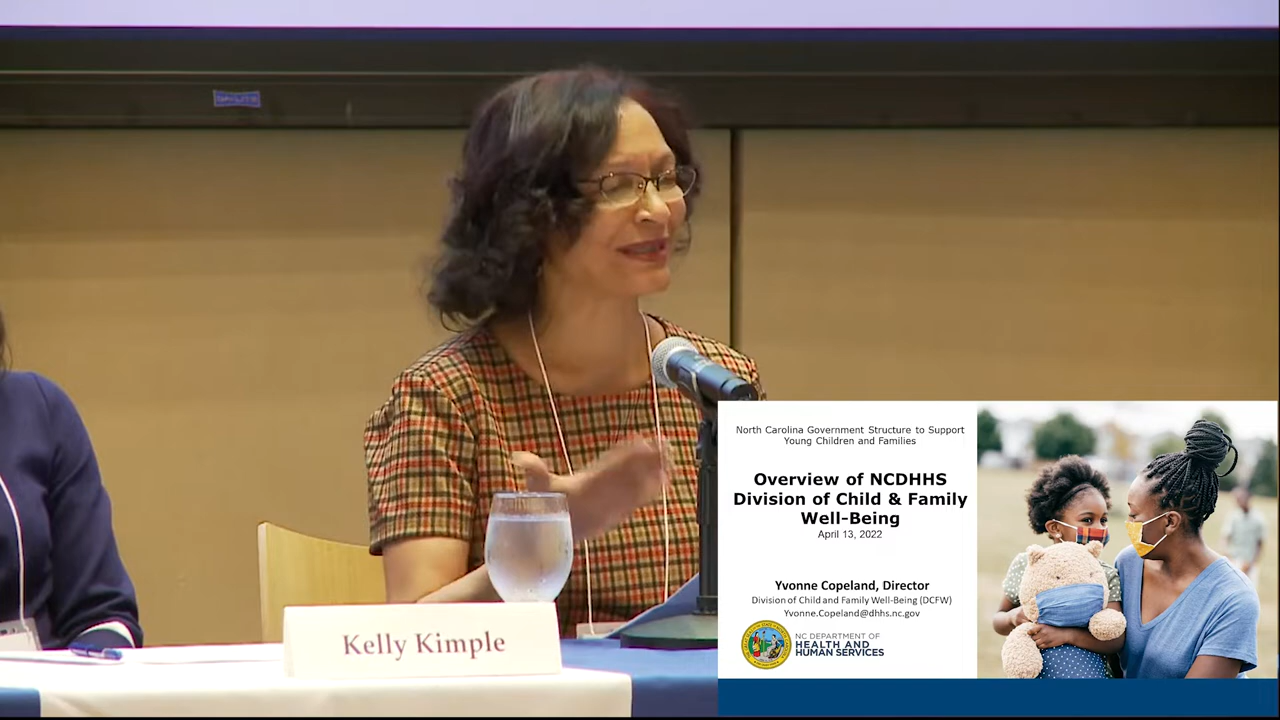 DA-LITE
Kelly Kimple
North Carolina Government Structure to Support
Young Children and Families
Overview of NCDHHS
Division of Child & Family
Well-Being
April 13, 2022
Yvonne Copeland, Director
Division of Child and Family Well-Being (DCFW)
Yvonne.Copeland@dhhs.nc.gov
NC DEPARTMENT OF
HEALTH AND
HUMAN SERVICES